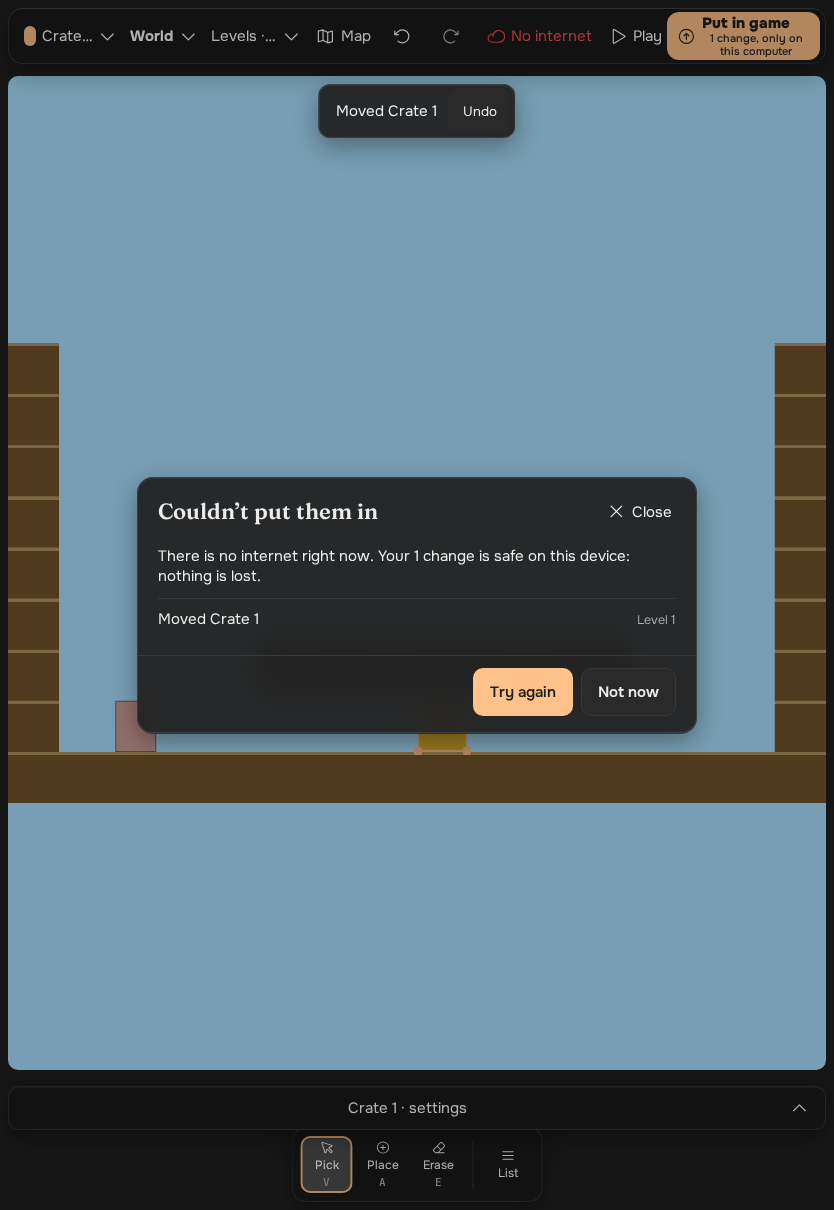 Crate...
World
Levels ·...
Map
No internet
Play
Put in game
1 change, only on
this computer
Moved Crate 1
Undo
Couldn’t put them in
Close
There is no internet right now. Your 1 change is safe on this device:
nothing is lost.
Moved Crate 1
Level 1
Try again
Not now
Crate 1 · settings
Pick
V
Place
A
Erase
E
List